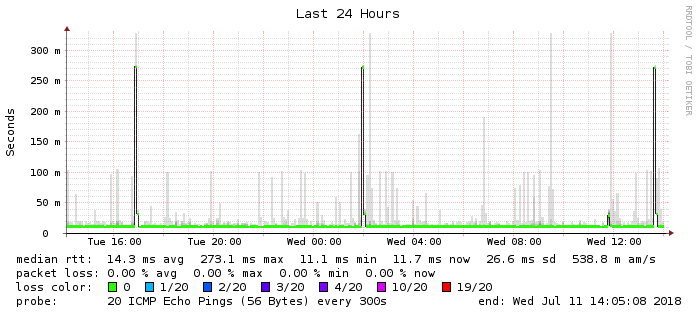 Last 24 Hours
RRDTOOL / TOBI OETIKER
Seconds
300 m
250 m
200 m
150 m
100 m
50 m
0
Tue 16:00 Tue 20:00 Wed 00:00 Wed 04:00 Wed 08:00 Wed 12:00
median rtt: 14.3 ms avg 273.1 ms max 11.1 ms min 11.7 ms now 26.6 ms sd 538.8 m am/s
packet loss: 0.00 % avg 0.00 % max 0.00 % min 0.00 % now
loss color: 0 1/20 2/20 3/20 4/20 10/20 19/20
probe: 20 ICMP Echo Pings (56 Bytes) every 300s end: Wed Jul 11 14:05:08 2018